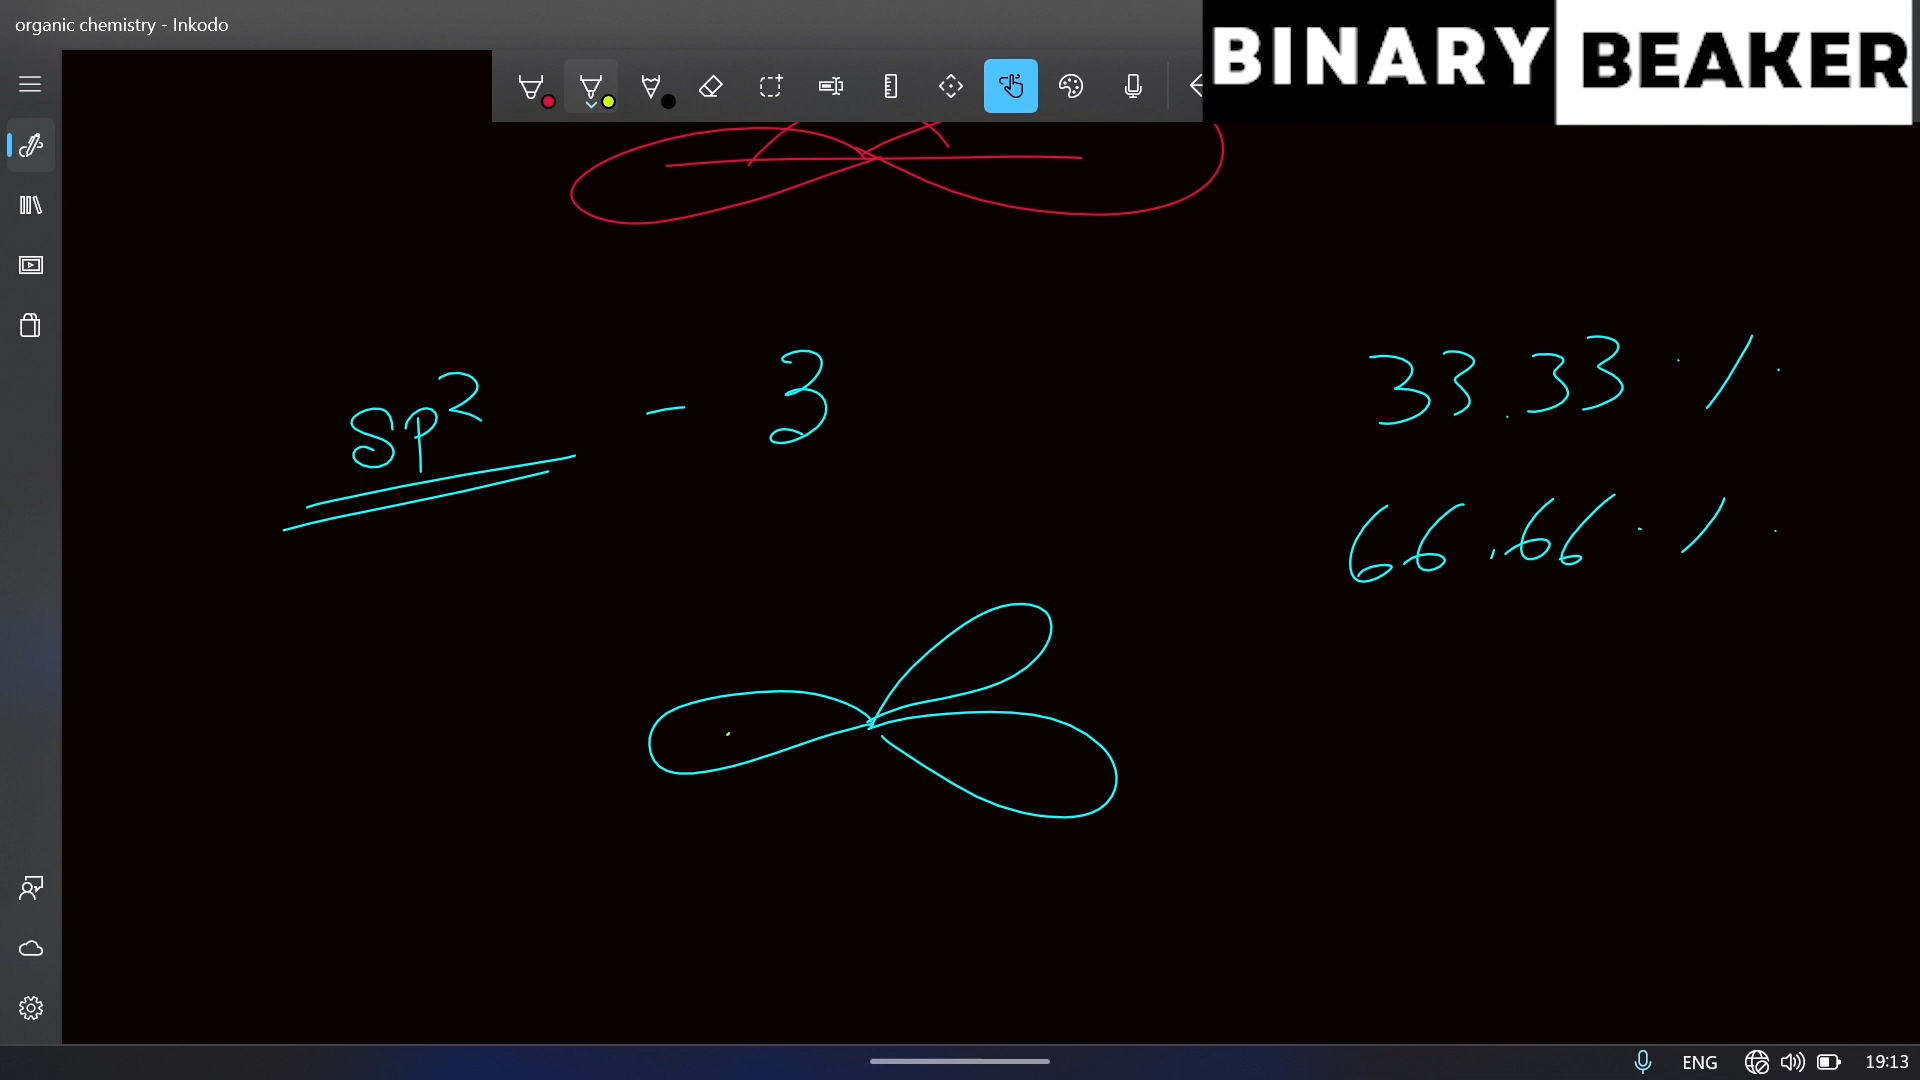 organic chemistry - Inkodo
BINARY BEAKER
sp² - 3
33.33 %
66.66 %
ENG
19:13